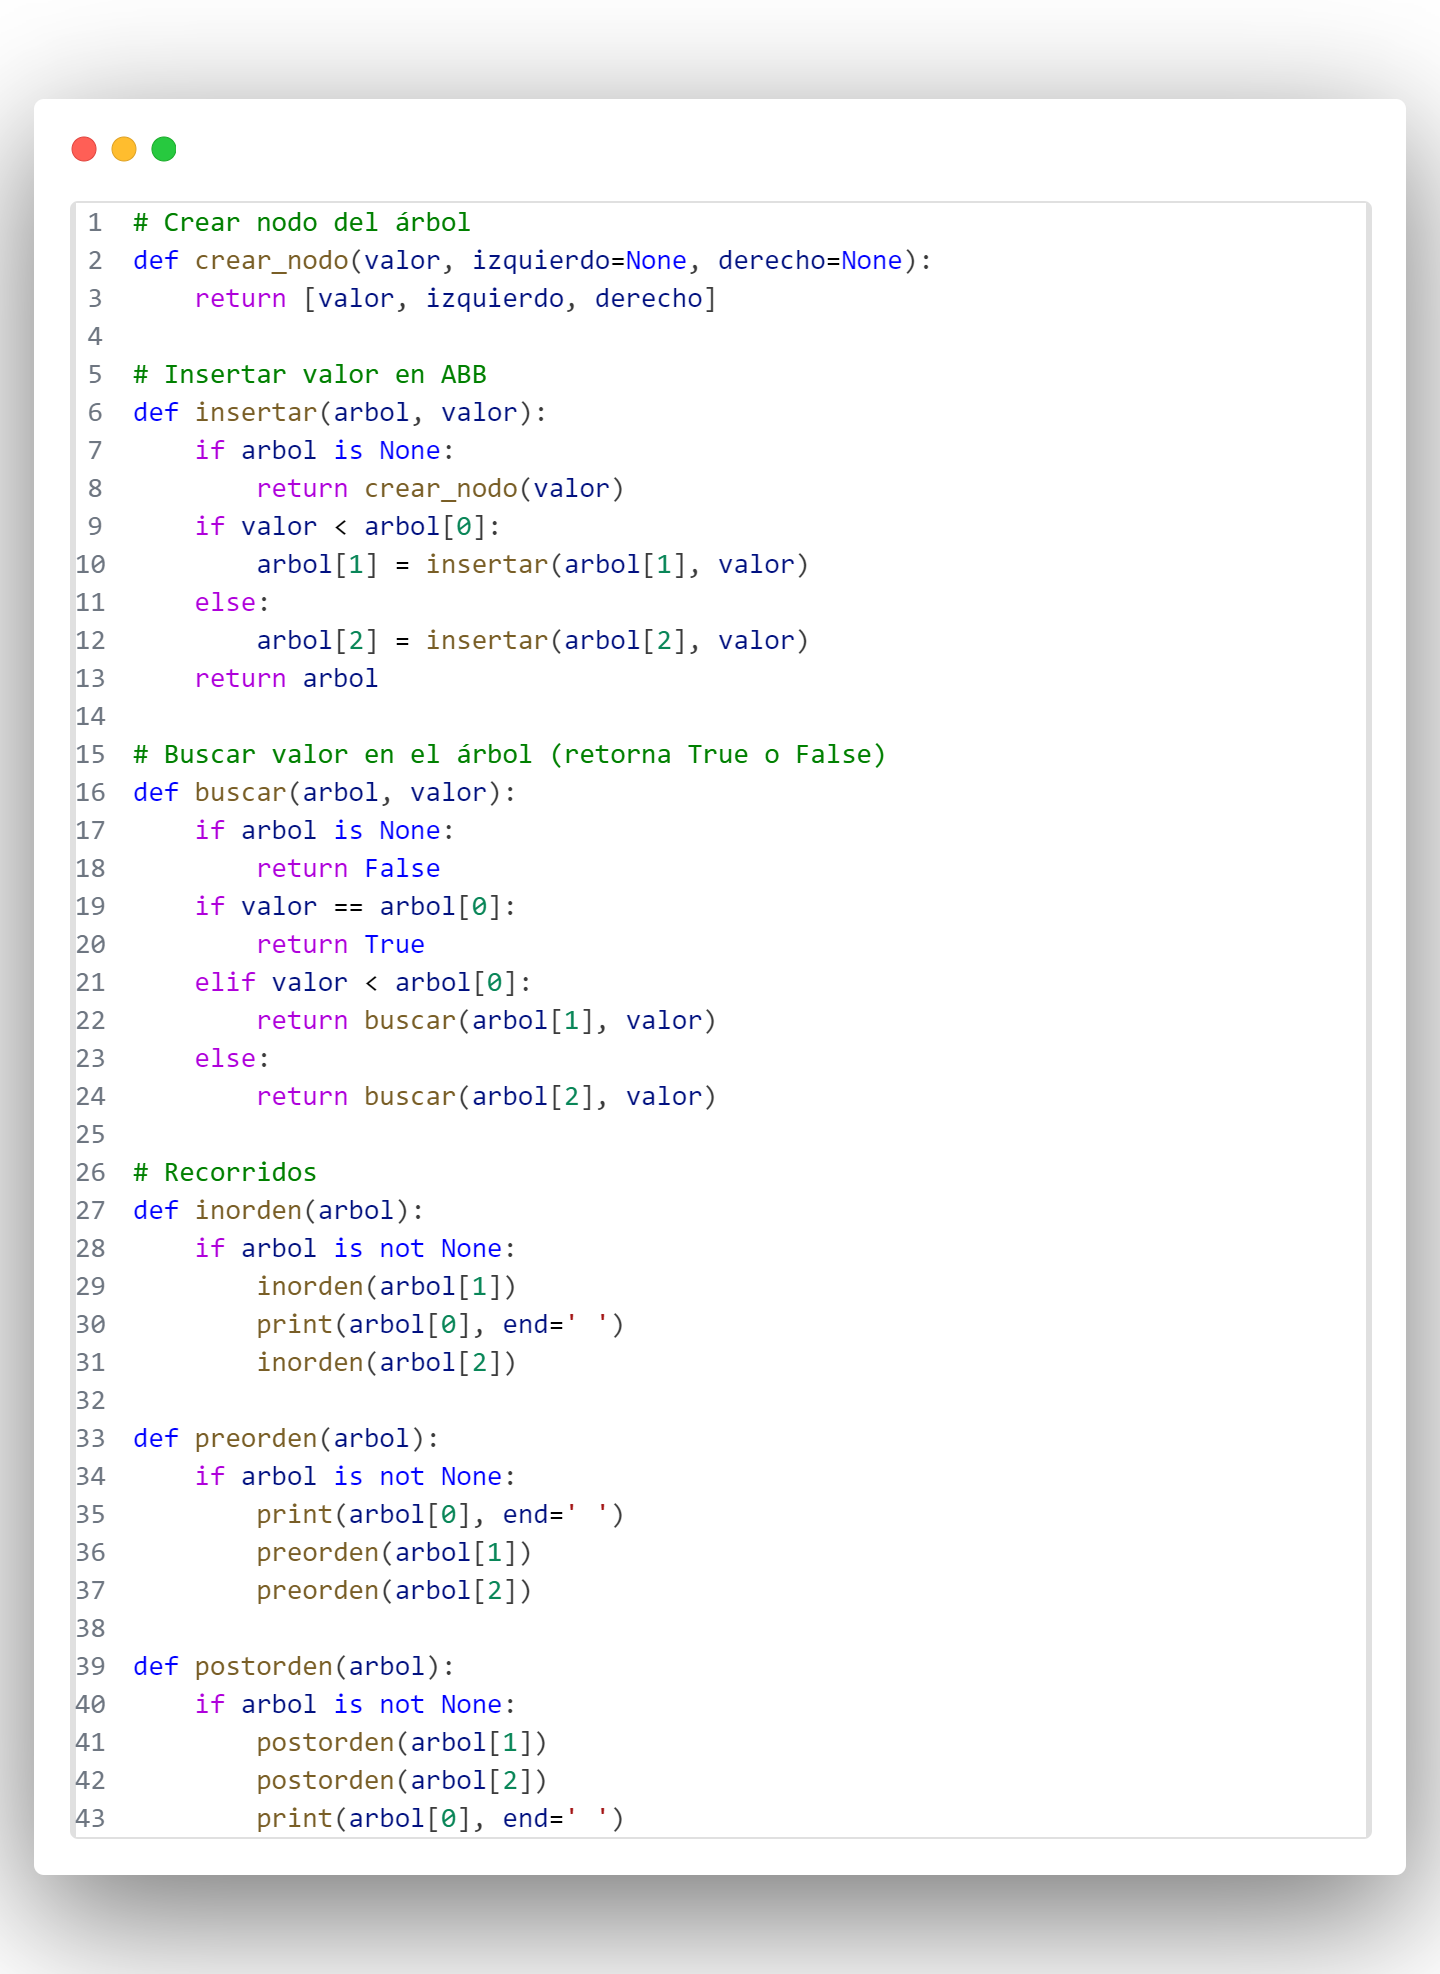 1 # Crear nodo del árbol
2 def crear_nodo(valor, izquierdo=None, derecho=None):
3     return [valor, izquierdo, derecho]
4
5 # Insertar valor en ABB
6 def insertar(arbol, valor):
7     if arbol is None:
8         return crear_nodo(valor)
9     if valor < arbol[0]:
10         arbol[1] = insertar(arbol[1], valor)
11     else:
12         arbol[2] = insertar(arbol[2], valor)
13     return arbol
14
15 # Buscar valor en el árbol (retorna True o False)
16 def buscar(arbol, valor):
17     if arbol is None:
18         return False
19     if valor == arbol[0]:
20         return True
21     elif valor < arbol[0]:
22         return buscar(arbol[1], valor)
23     else:
24         return buscar(arbol[2], valor)
25
26 # Recorridos
27 def inorden(arbol):
28     if arbol is not None:
29         inorden(arbol[1])
30         print(arbol[0], end=' ')
31         inorden(arbol[2])
32
33 def preorden(arbol):
34     if arbol is not None:
35         print(arbol[0], end=' ')
36         preorden(arbol[1])
37         preorden(arbol[2])
38
39 def postorden(arbol):
40     if arbol is not None:
41         postorden(arbol[1])
42         postorden(arbol[2])
43         print(arbol[0], end=' ')